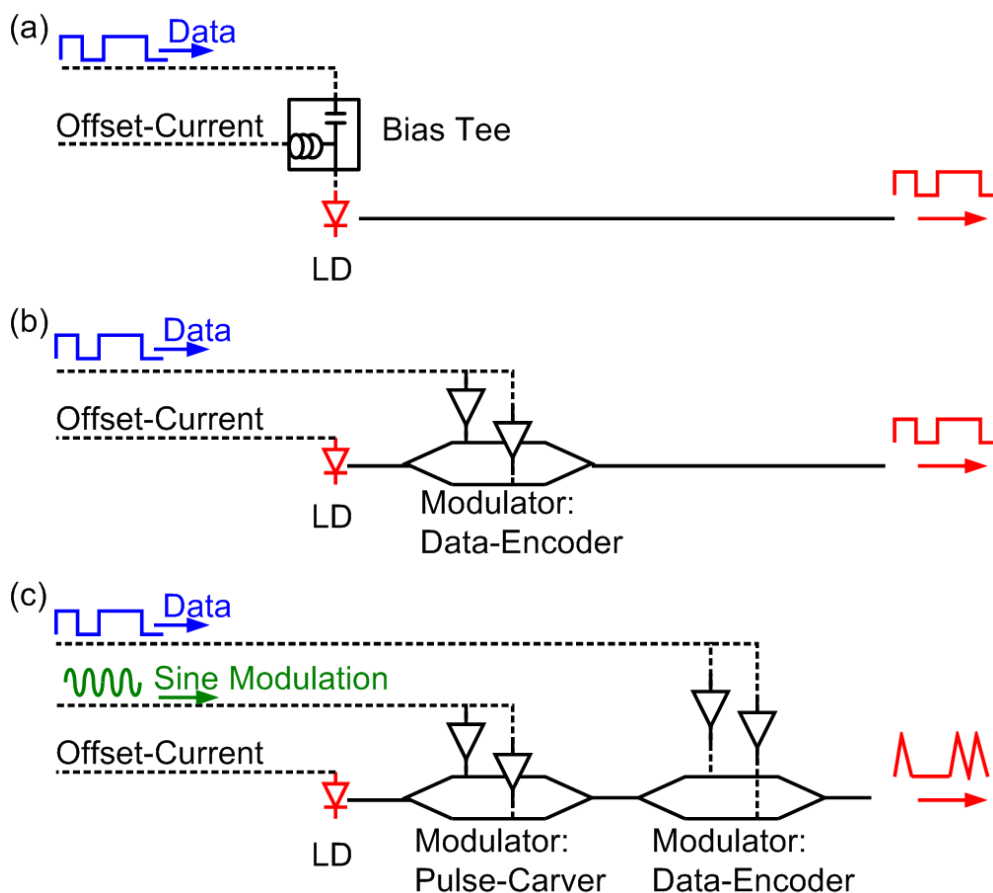 (a)
Data
Offset-Current
Bias Tee
LD
(b)
Data
Offset-Current
LD
Modulator:
Data-Encoder
(c)
Data
Sine Modulation
Offset-Current
LD
Modulator:
Pulse-Carver
Modulator:
Data-Encoder